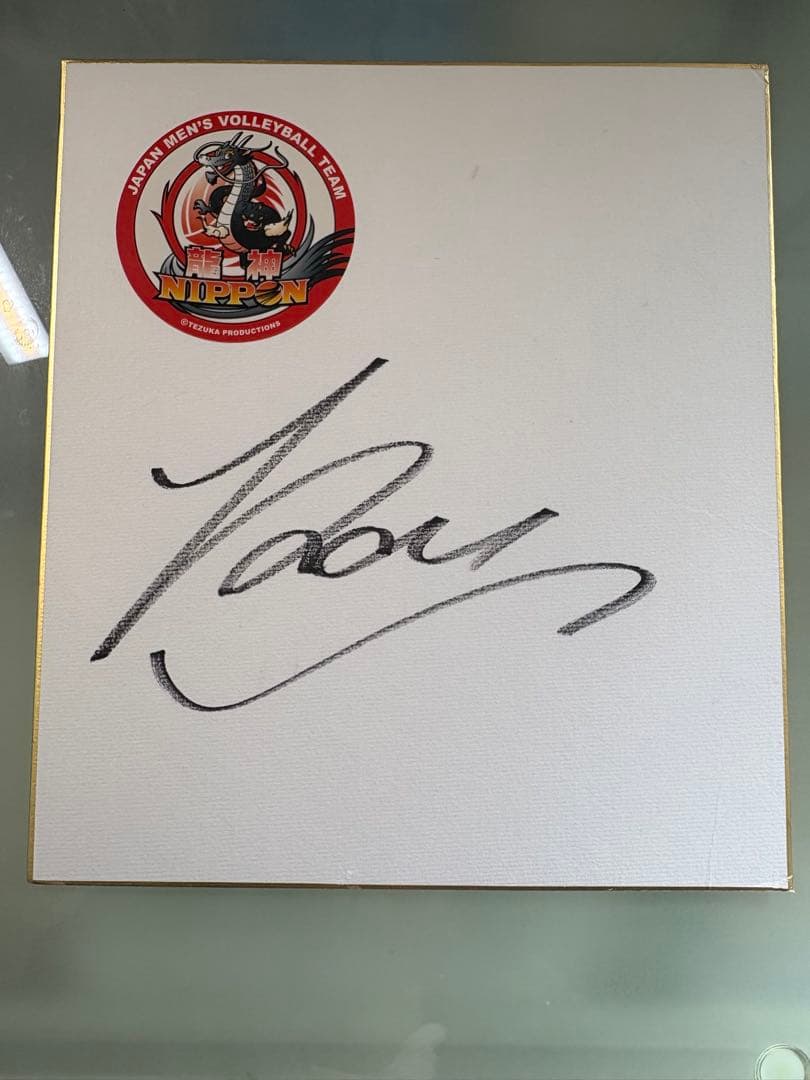 JAPAN MEN'S VOLLEYBALL TEAM
龍神
NIPPON
©TEZUKA PRODUCTIONS